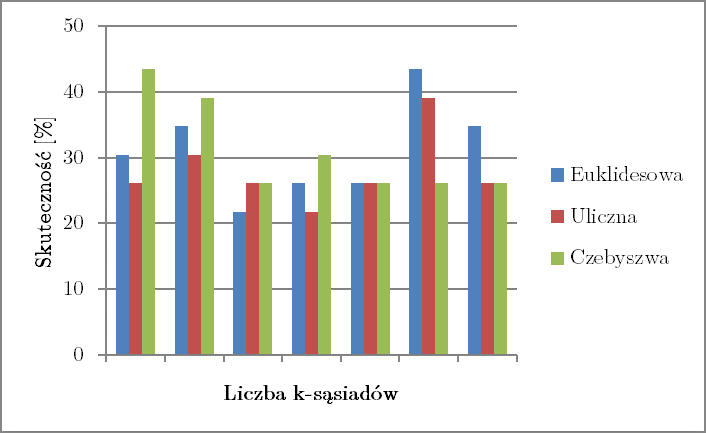 50
40
30
20
10
0
Skuteczność [%]
Liczba k-sąsiadów
Euklidesowa
Uliczna
Czebyszwa